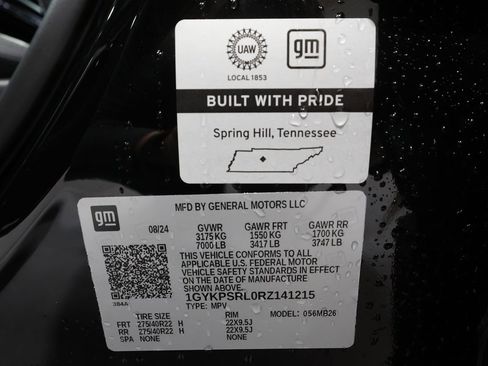 UAW
gm
LOCAL 1853
BUILT WITH PRIDE
Spring Hill, Tennessee
gm
MFD BY GENERAL MOTORS LLC
08/24 GVWR GAWR FRT GAWR RR
3175 KG 1550 KG 1700 KG
7000 LB 3417 LB 3747 LB
THIS VEHICLE CONFORMS TO ALL
APPLICABLE U.S. FEDERAL MOTOR
VEHICLE SAFETY STANDARDS IN EFFECT
ON THE DATE OF MANUFACTURE
SHOWN ABOVE.
1GYKPSRL0RZ141215
TYPE: MPV
384A
TIRE SIZE RIM MODEL: 056MB26
FRT 275/40R22 H 22X9.5J
RR 275/40R22 H 22X9.5J
SPA NONE NONE